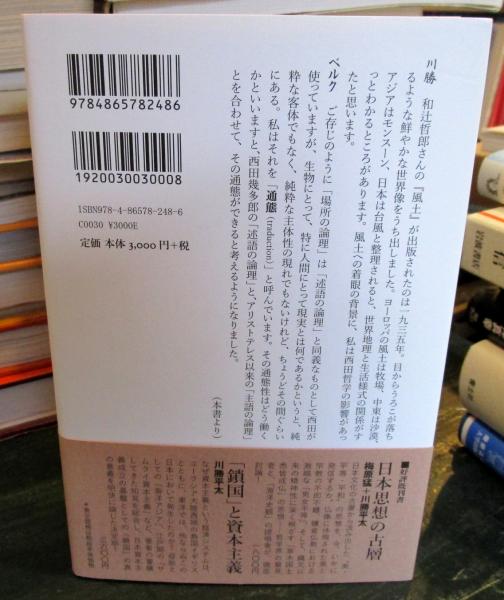 川勝　和辻哲郎さんの『風土』が出版されたのは一九三五年。目からうろこが落ち
るような鮮やかな世界像をうち出しました。ヨーロッパの風土は牧場、中東は沙漠、
アジアはモンスーン、日本は台風と整理されると、世界地理と生活様式の関係がす
っとわかるところがあります。風土への着眼の背景に、私は西田哲学の影響があっ
たと思います。
ベルク　ご存じのように「場所の論理」は「述語の論理」と同義なものとして西田が
使っていますが、生物にとって、特に人間にとって現実とは何であるかというと、純
粋な客体でもなく、純粋な主体性の現れでもないけれど、ちょうどその間ぐらい
にある。私はそれを「通態(traduction)」と呼んでいます。その通態性はどう働く
かといいますと、西田幾多郎の「述語の論理」と、アリストテレス以来の「主語の論理」
とを合わせて、その通態ができると考えるようになりました。
（本書より）
9784865782486
1920030030008
ISBN978-4-86578-248-6
C0030 ¥3000E
定価 本体 3,000円+税
■好評既刊書
日本思想の古層
梅原猛＋川勝平太
「鎖国」と資本主義
川勝平太